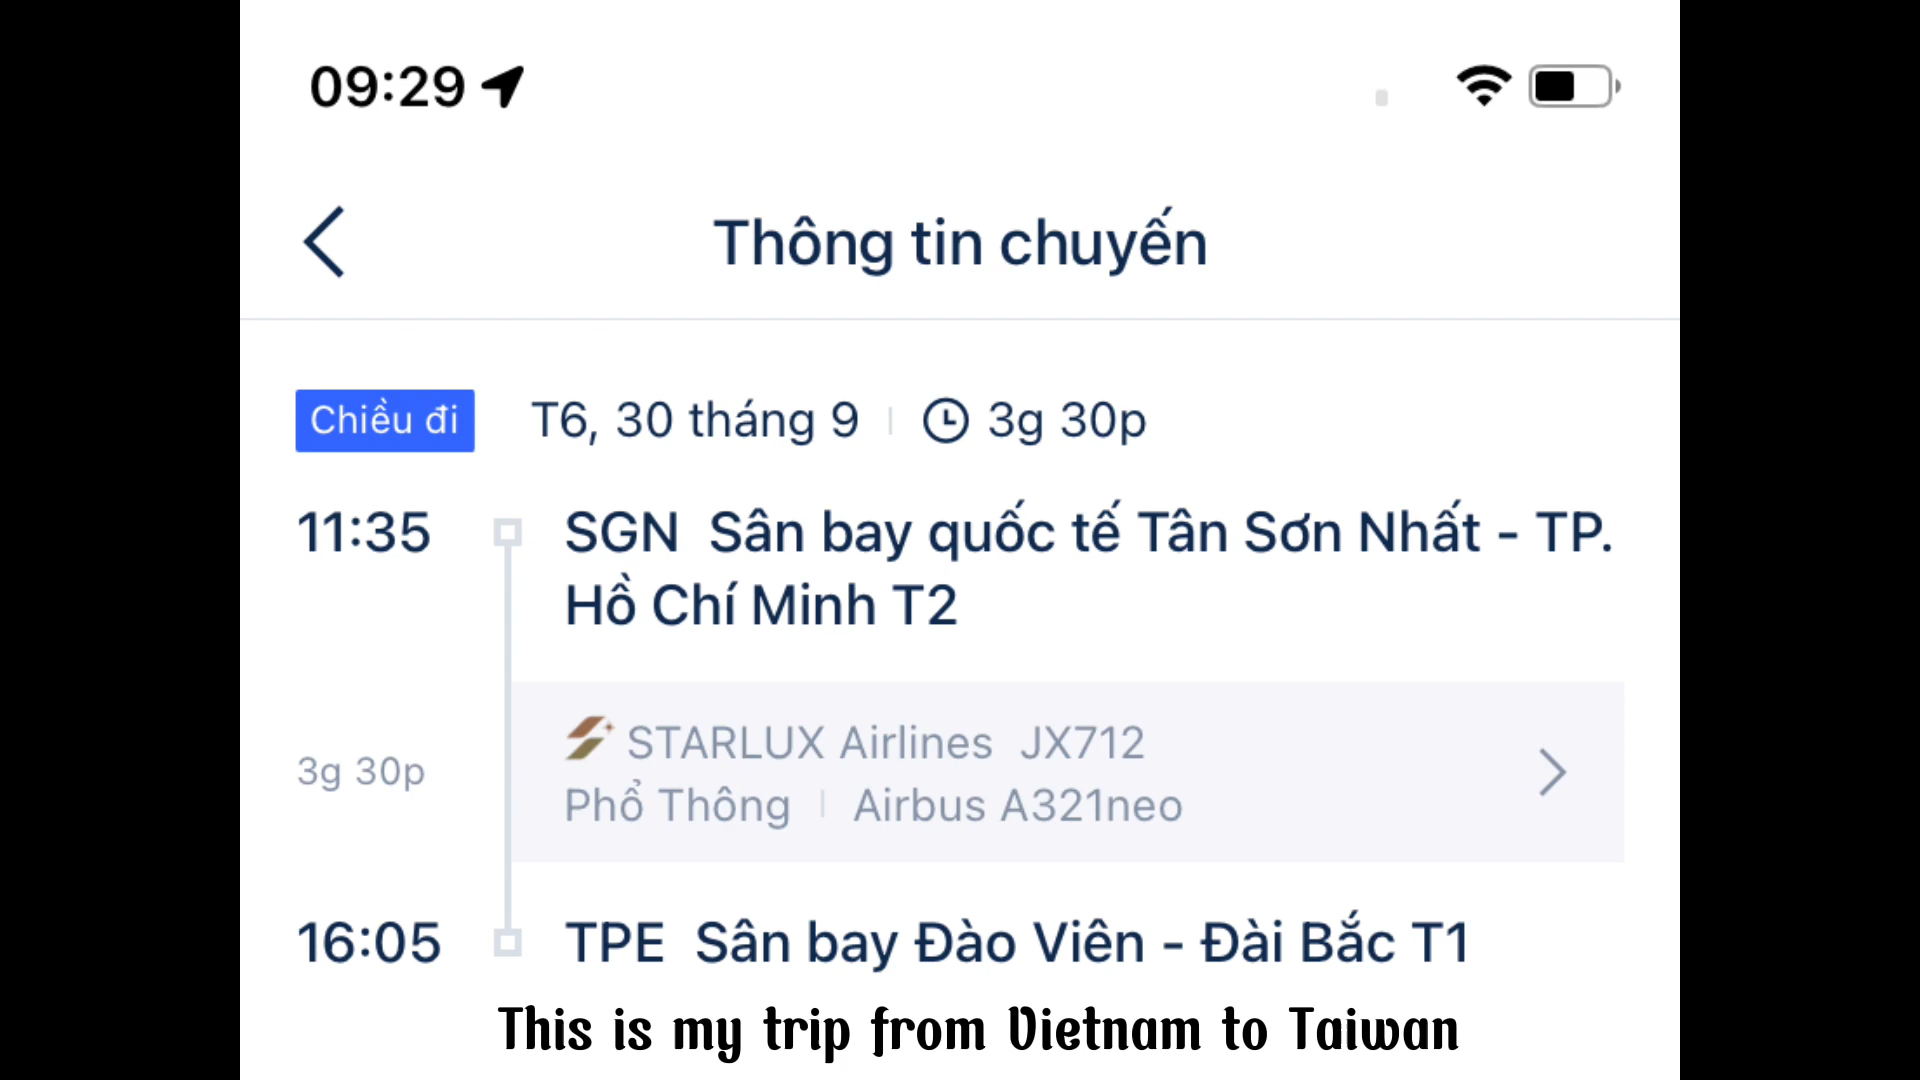 09:29
Thông tin chuyến
Chiều đi T6, 30 tháng 9 3g 30p
11:35 SGN Sân bay quốc tế Tân Sơn Nhất - TP.
Hồ Chí Minh T2
STARLUX Airlines JX712
3g 30p
Phổ Thông Airbus A321neo
16:05 TPE Sân bay Đào Viên - Đài Bắc T1
This is my trip from Vietnam to Taiwan